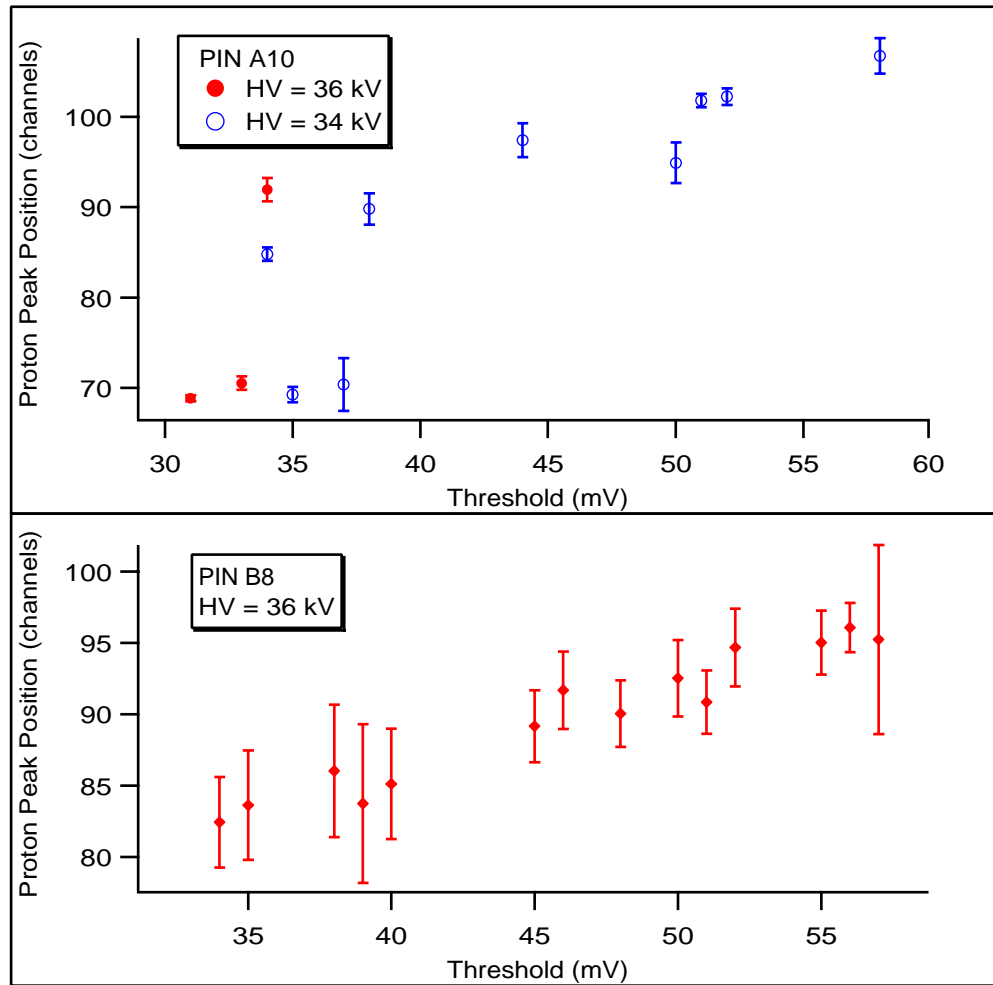 Proton Peak Position (channels)
PIN A10
HV = 36 kV
HV = 34 kV
100
90
80
70
30 35 40 45 50 55 60
Threshold (mV)
Proton Peak Position (channels)
PIN B8
HV = 36 kV
100
95
90
85
80
35 40 45 50 55
Threshold (mV)